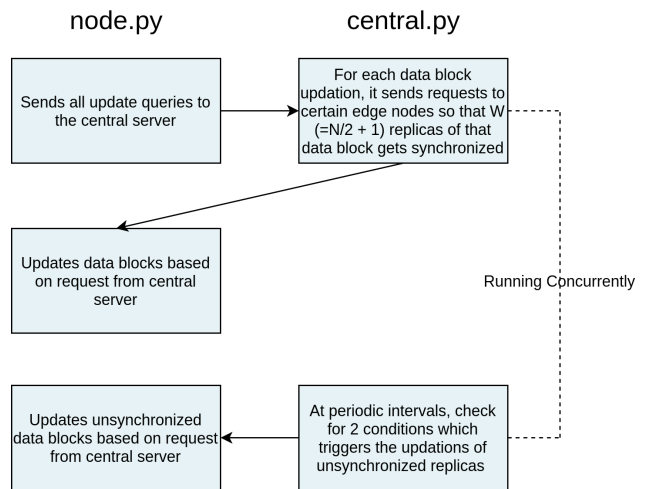 node.py
central.py
Sends all update queries to
the central server
For each data block
updation, it sends requests to
certain edge nodes so that W
(=N/2 + 1) replicas of that
data block gets synchronized
Updates data blocks based
on request from central
server
Running Concurrently
Updates unsynchronized
data blocks based on request
from central server
At periodic intervals, check
for 2 conditions which
triggers the updations of
unsynchronized replicas